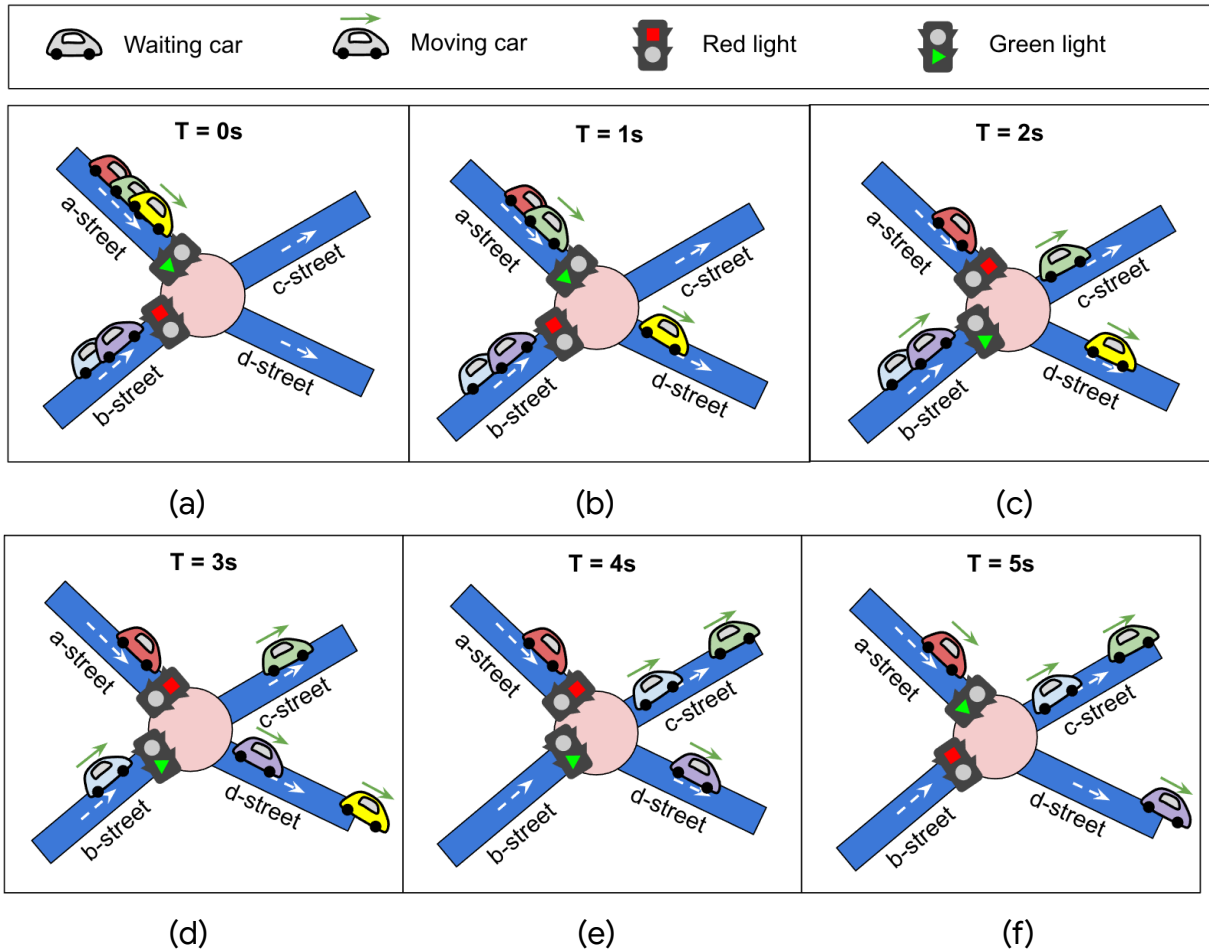 Waiting car
Moving car
Red light
Green light
T = 0s
a-street
b-street
c-street
d-street
(a)
T = 1s
a-street
b-street
c-street
d-street
(b)
T = 2s
a-street
b-street
c-street
d-street
(c)
T = 3s
a-street
b-street
c-street
d-street
(d)
T = 4s
a-street
b-street
c-street
d-street
(e)
T = 5s
a-street
b-street
c-street
d-street
(f)